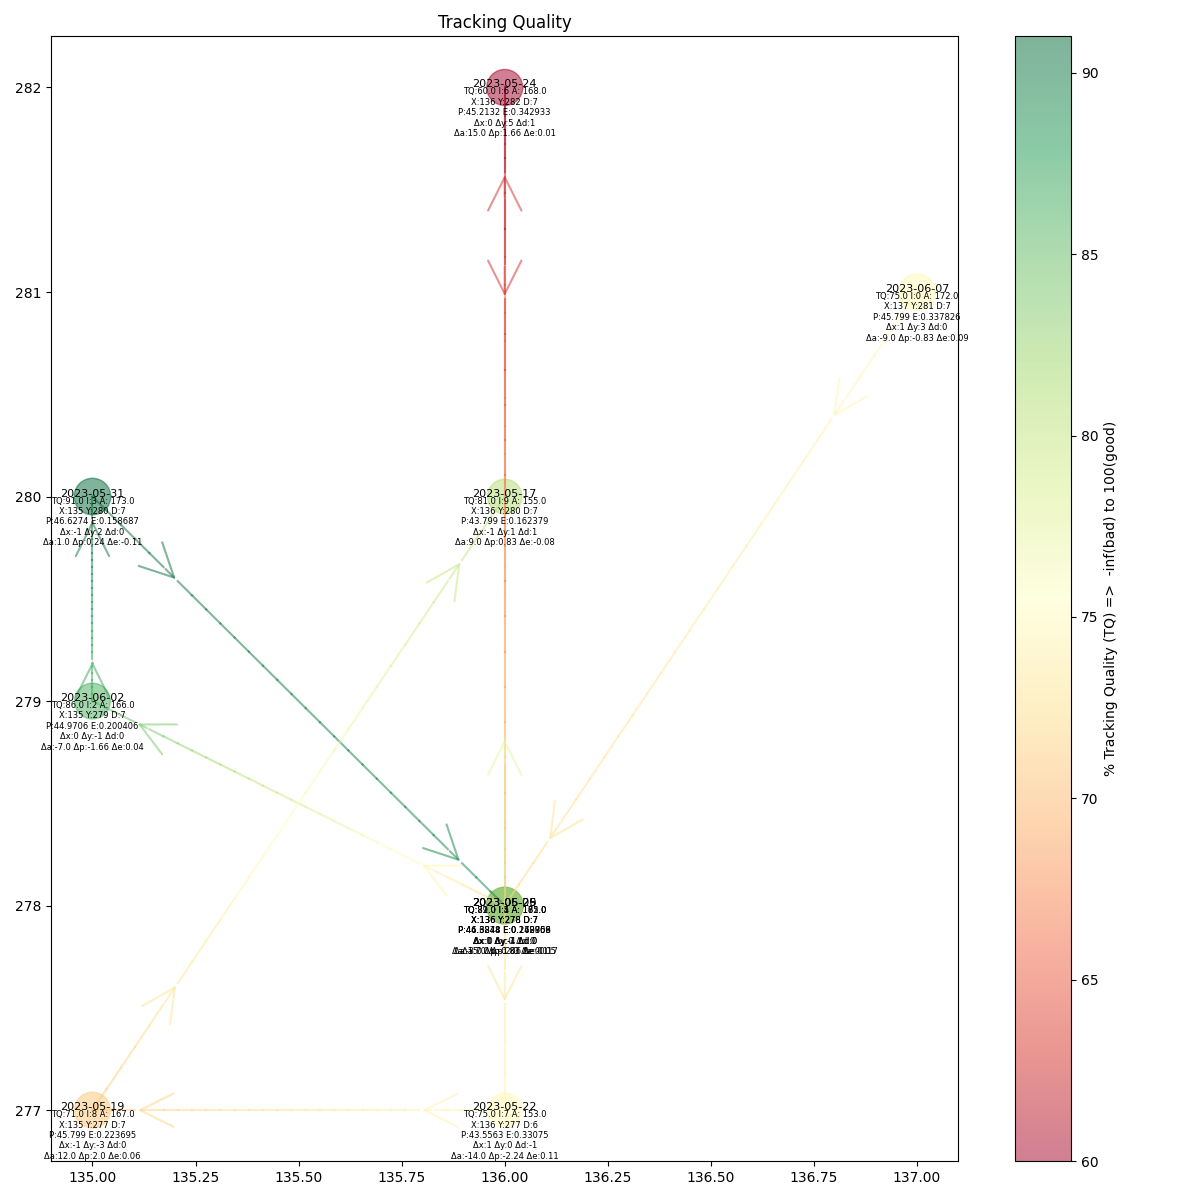 Tracking Quality
282
281
280
279
278
277
2023-05-24
TQ:60.0 I:6 A: 168.0
X:136 Y:282 D:7
P:45.2132 E:0.342933
Δx:0 Δy:5 Δd:1
Δa:15.0 Δp:1.66 Δe:0.01
2023-06-07
TQ:75.0 I:0 A: 172.0
X:137 Y:281 D:7
P:45.799 E:0.337826
Δx:1 Δy:3 Δd:0
Δa:-9.0 Δp:-0.83 Δe:0.09
2023-05-31
TQ:91.0 I:3 A: 173.0
X:135 Y:280 D:7
P:46.6274 E:0.158687
Δx:-1 Δy:2 Δd:0
Δa:1.0 Δp:0.24 Δe:-0.11
2023-05-17
TQ:81.0 I:9 A: 155.0
X:136 Y:280 D:7
P:43.799 E:0.162379
Δx:-1 Δy:1 Δd:1
Δa:9.0 Δp:0.83 Δe:-0.08
2023-06-02
TQ:86.0 I:2 A: 166.0
X:135 Y:279 D:7
P:44.9706 E:0.200406
Δx:0 Δy:-1 Δd:0
Δa:-7.0 Δp:-1.66 Δe:0.04
X:136 Y:278 D:7
2023-05-19
TQ:71.0 I:8 A: 167.0
X:135 Y:277 D:7
P:45.799 E:0.223695
Δx:-1 Δy:-3 Δd:0
Δa:12.0 Δp:2.0 Δe:0.06
2023-05-22
TQ:75.0 I:7 A: 153.0
X:136 Y:277 D:6
P:43.5563 E:0.33075
Δx:1 Δy:0 Δd:-1
Δa:-14.0 Δp:-2.24 Δe:0.11
135.00 135.25 135.50 135.75 136.00 136.25 136.50 136.75 137.00
90
85
80
75
70
65
60
% Tracking Quality (TQ) => -inf(bad) to 100(good)